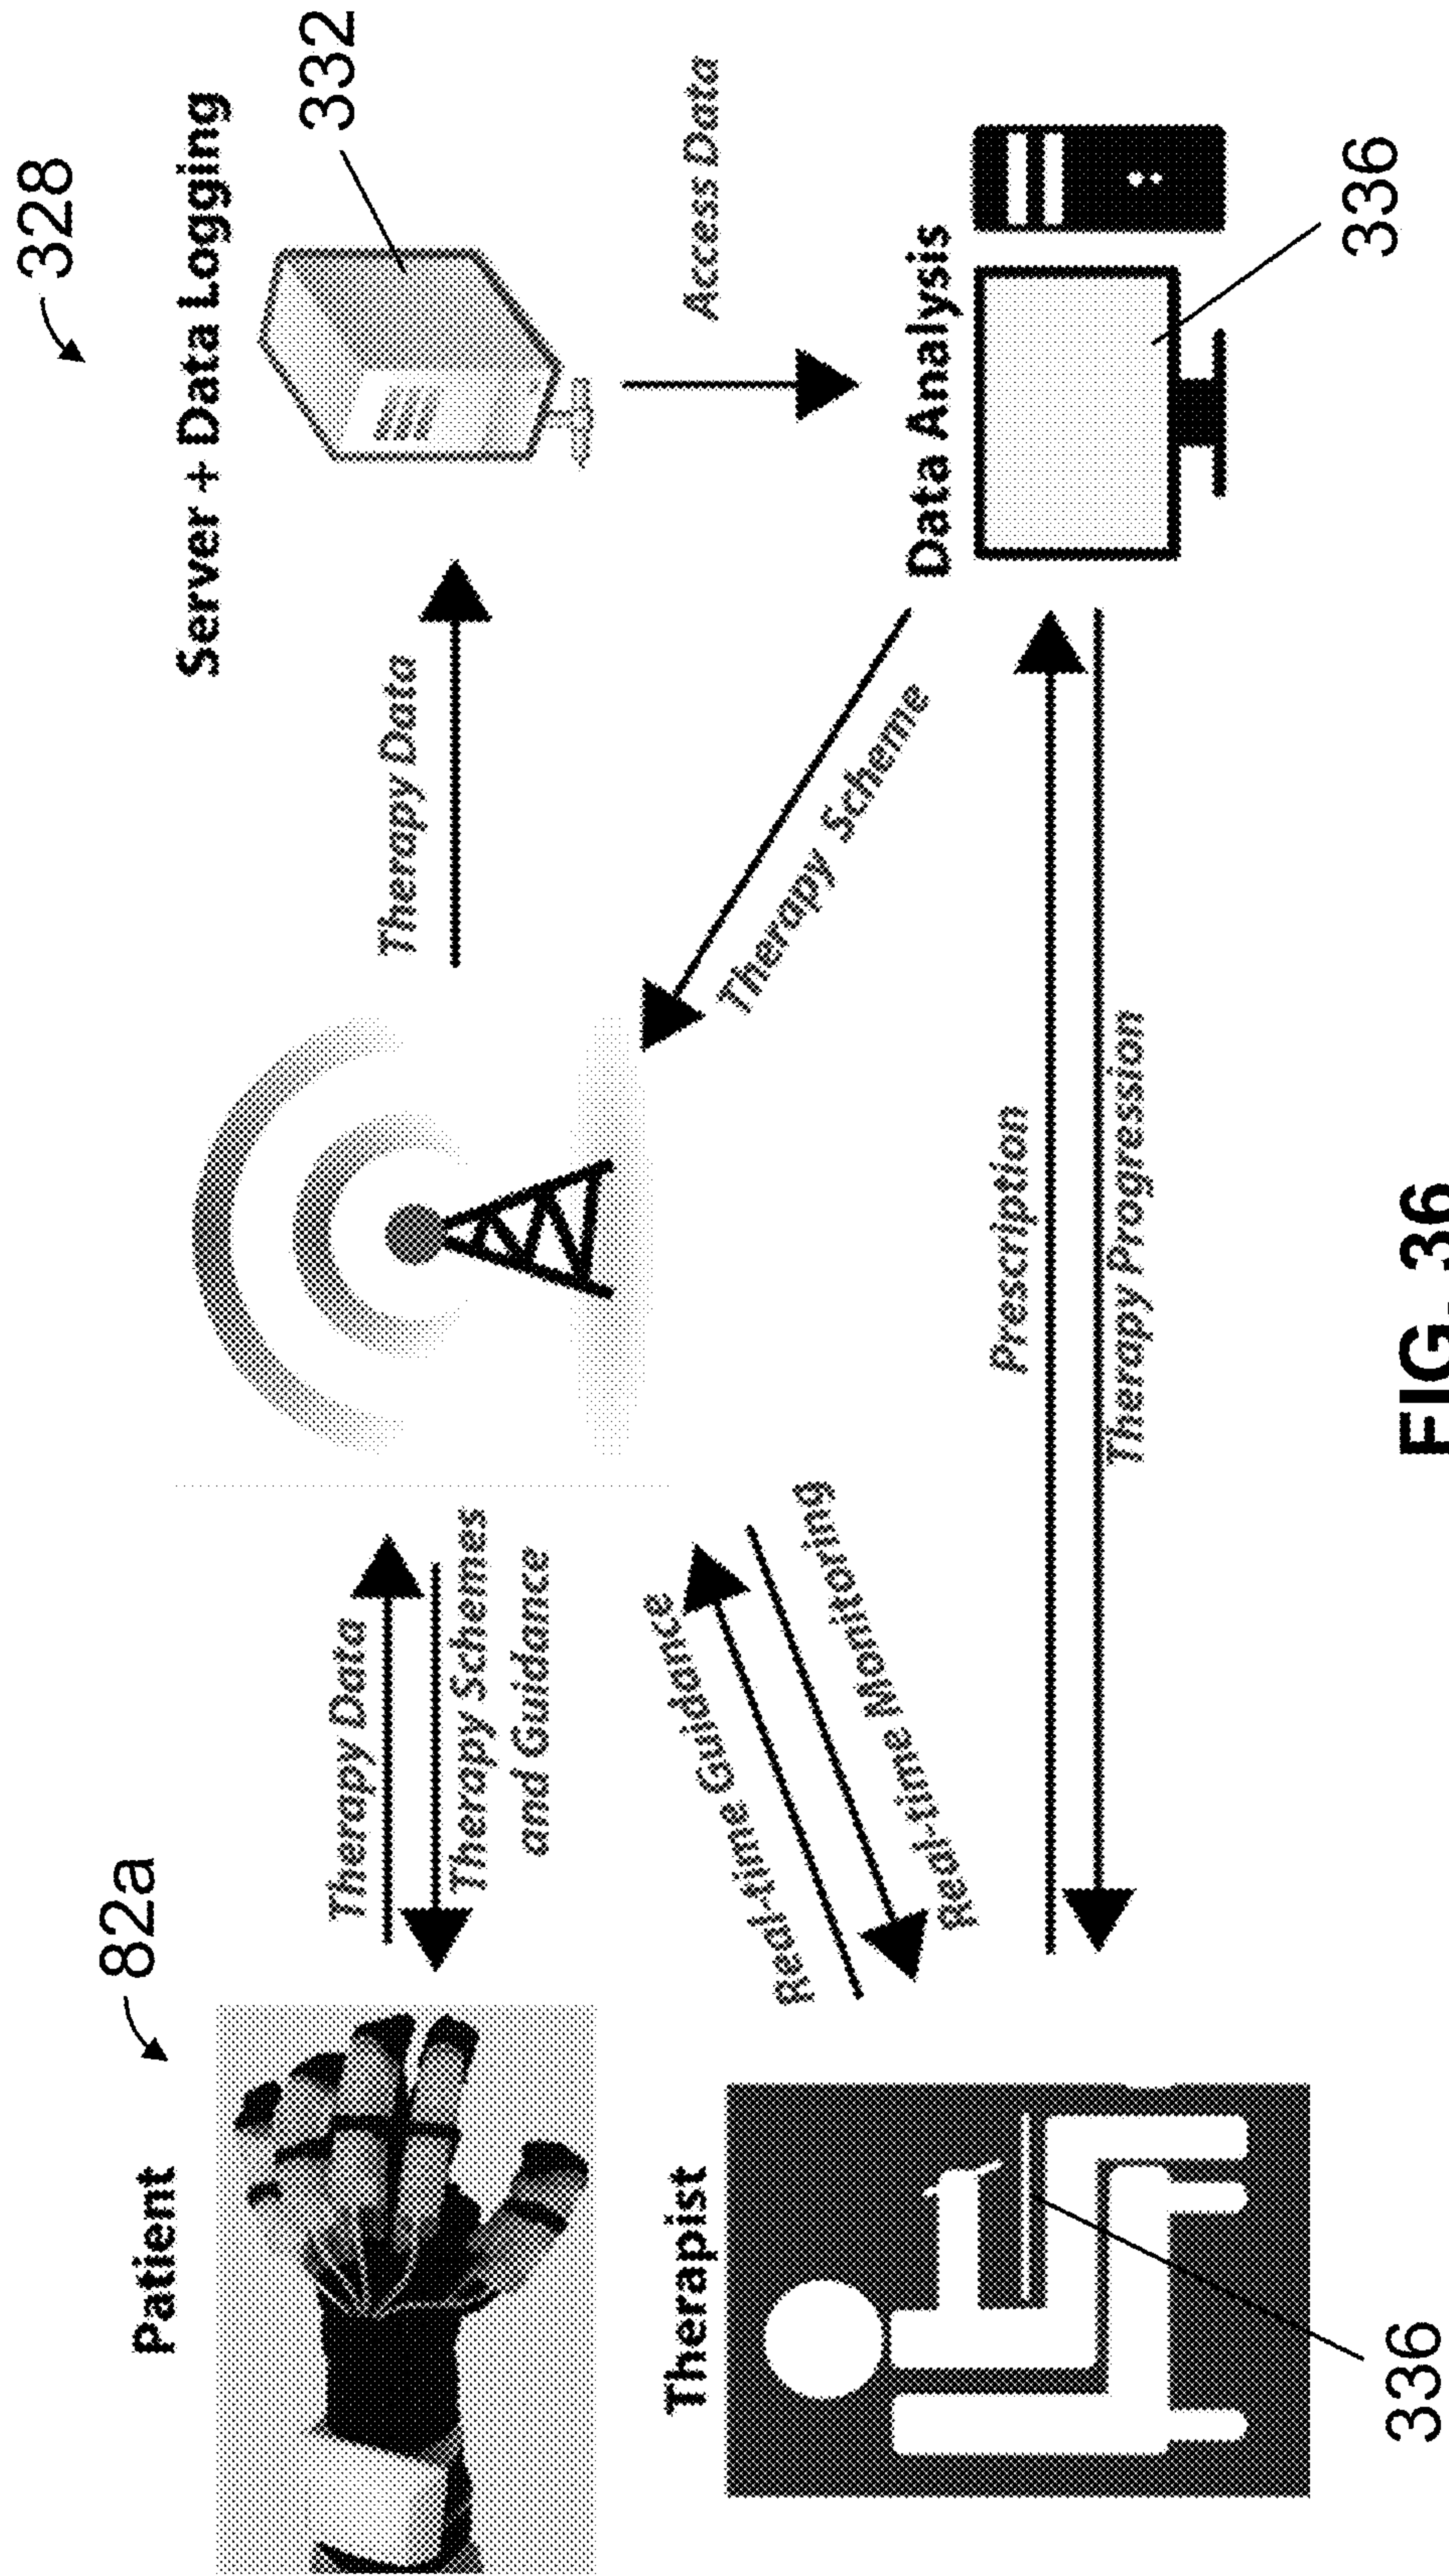 328
82a
Patient
Server + Data Logging
332
Therapy Data
Therapy Schemes
and Guidance
Therapy Data
Access Data
Therapist
Real-time Guidance
Real-time Monitoring
Therapy Scheme
Data Analysis
Prescription
Therapy Progression
336
336
FIG. 36